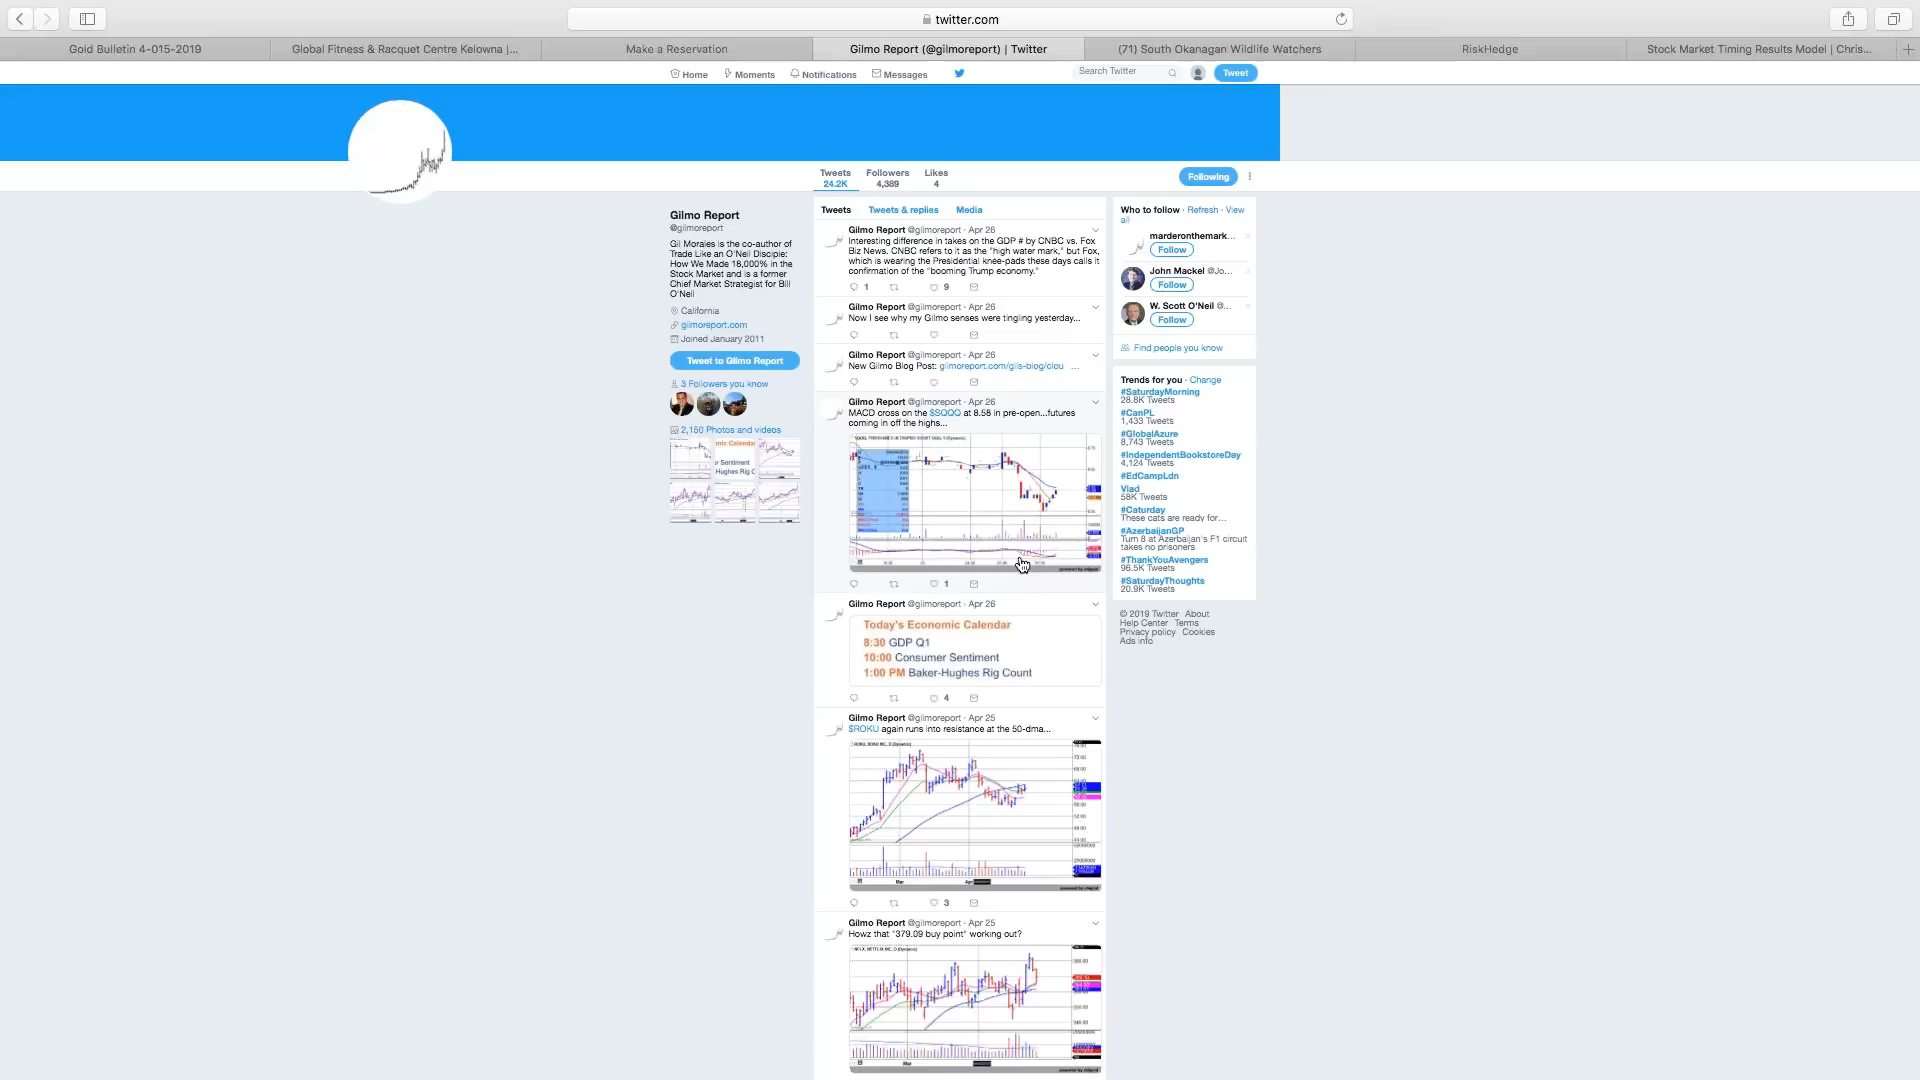 twitter.com
Gold Bulletin 4-015-2019
Global Fitness & Racquet Centre Kelowna |...
Make a Reservation
Gilmo Report (@gilmoreport) | Twitter
(71) South Okanagan Wildlife Watchers
RiskHedge
Stock Market Timing Results Model | Chris...
Home
Moments
Notifications
Messages
Search Twitter
Tweet
Tweets
24.2K
Followers
4,389
Likes
4
Following
Gilmo Report
@gilmoreport
Gil Morales is the co-author of
Trade Like an O'Neil Disciple:
How We Made 18,000% in the
Stock Market and is a former
Chief Market Strategist for Bill
O'Neil
California
gilmoreport.com
Joined January 2011
Tweet to Gilmo Report
3 Followers you know
2,150 Photos and videos
Tweets
Tweets & replies
Media
Gilmo Report @gilmoreport · Apr 26
Interesting difference in takes on the GDP # by CNBC vs. Fox
Biz News. CNBC refers to it as the "high water mark," but Fox,
which is wearing the Presidential knee-pads these days calls it
confirmation of the "booming Trump economy."
1
9
Gilmo Report @gilmoreport · Apr 26
Now I see why my Gilmo senses were tingling yesterday...
Gilmo Report @gilmoreport · Apr 26
New Gilmo Blog Post: gilmoreport.com/gils-blog/clou ...
Gilmo Report @gilmoreport · Apr 26
MACD cross on the $SQQQ at 8.58 in pre-open...futures
coming in off the highs...
1
Gilmo Report @gilmoreport · Apr 26
Today's Economic Calendar
8:30 GDP Q1
10:00 Consumer Sentiment
1:00 PM Baker-Hughes Rig Count
4
Gilmo Report @gilmoreport · Apr 25
$ROKU again runs into resistance at the 50-dma...
Mar
Apr
3
Gilmo Report @gilmoreport · Apr 25
Howz that "379.09 buy point" working out?
Mar
Who to follow · Refresh · View
all
marderonthemark...
Follow
John Mackel @Jo...
Follow
W. Scott O'Neil @...
Follow
Find people you know
Trends for you · Change
#SaturdayMorning
28.8K Tweets
#CanPL
1,433 Tweets
#GlobalAzure
8,743 Tweets
#IndependentBookstoreDay
4,124 Tweets
#EdCampLdn
Vlad
58K Tweets
#Caturday
These cats are ready for...
#AzerbaijanGP
Turn 8 at Azerbaijan's F1 circuit
takes no prisoners
#ThankYouAvengers
96.5K Tweets
#SaturdayThoughts
20.9K Tweets
© 2019 Twitter About
Help Center Terms
Privacy policy Cookies
Ads info